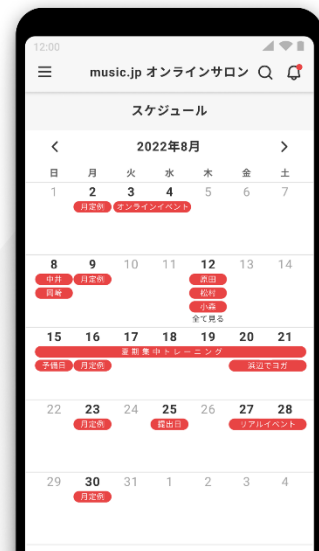 12:00
music.jp オンラインサロン
スケジュール
2022年8月
日 月 火 水 木 金 土
1 2 3 4 5 6 7
月定例 オンラインイベント
8 9 10 11 12 13 14
中井 月定例 原田
岡崎 松村
小森
全て見る
15 16 17 18 19 20 21
夏期集中トレーニング
予備日 月定例 浜辺でヨガ
22 23 24 25 26 27 28
月定例 提出日 リアルイベント
29 30 31 1 2 3 4
月定例